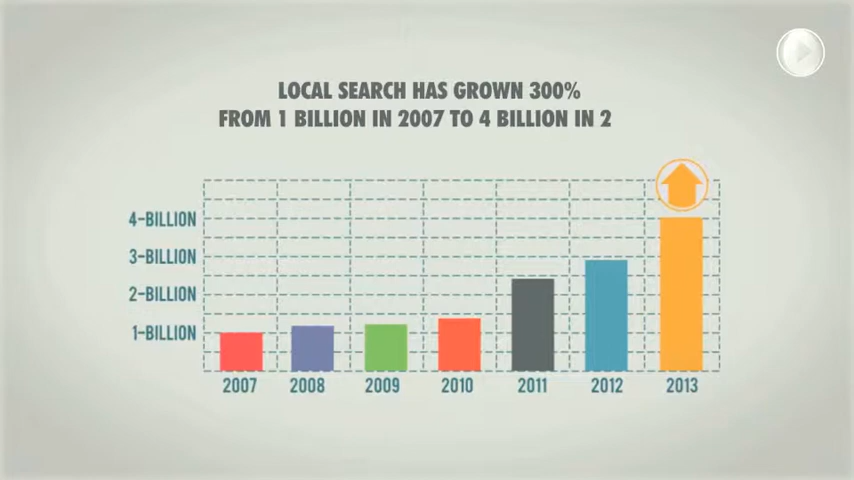 LOCAL SEARCH HAS GROWN 300%
FROM 1 BILLION IN 2007 TO 4 BILLION IN 2
4-BILLION
3-BILLION
2-BILLION
1-BILLION
2007 2008 2009 2010 2011 2012 2013